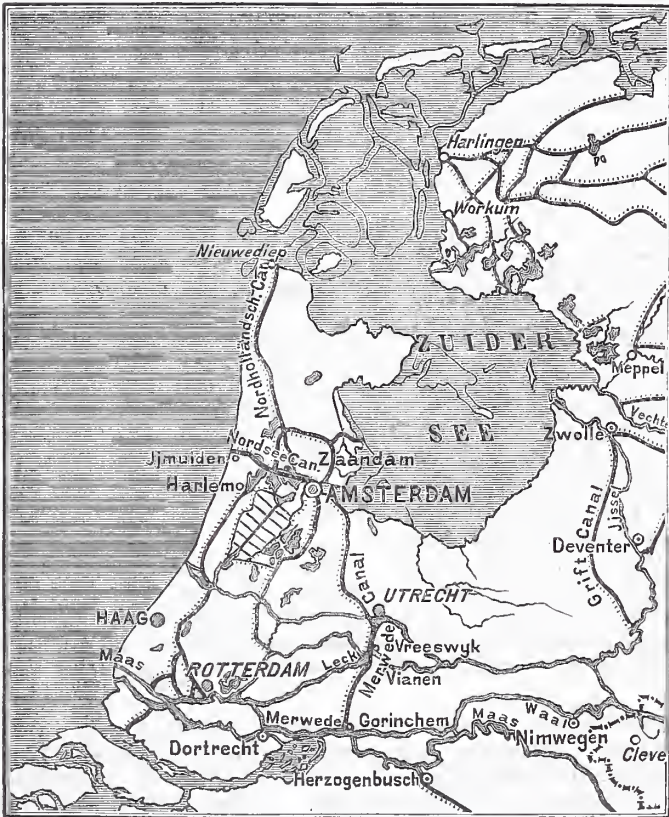 Harlingen
Workum
Nieuwediep
Nordholländsch-Can.
ZUIDER
SEE
Meppel
Vechte
Zwolle
Nordsee Can.
Zaandam
Jjmuiden
Harlem
AMSTERDAM
Grift Canal
Jjssel
Deventer
HAAG
UTRECHT
Merwede Canal
Vreeswyk
Vianen
Leck
Maas
ROTTERDAM
Merwede
Gorinchem
Maas
Waal
Nimwegen
Dortrecht
Cleve
Herzogenbusch